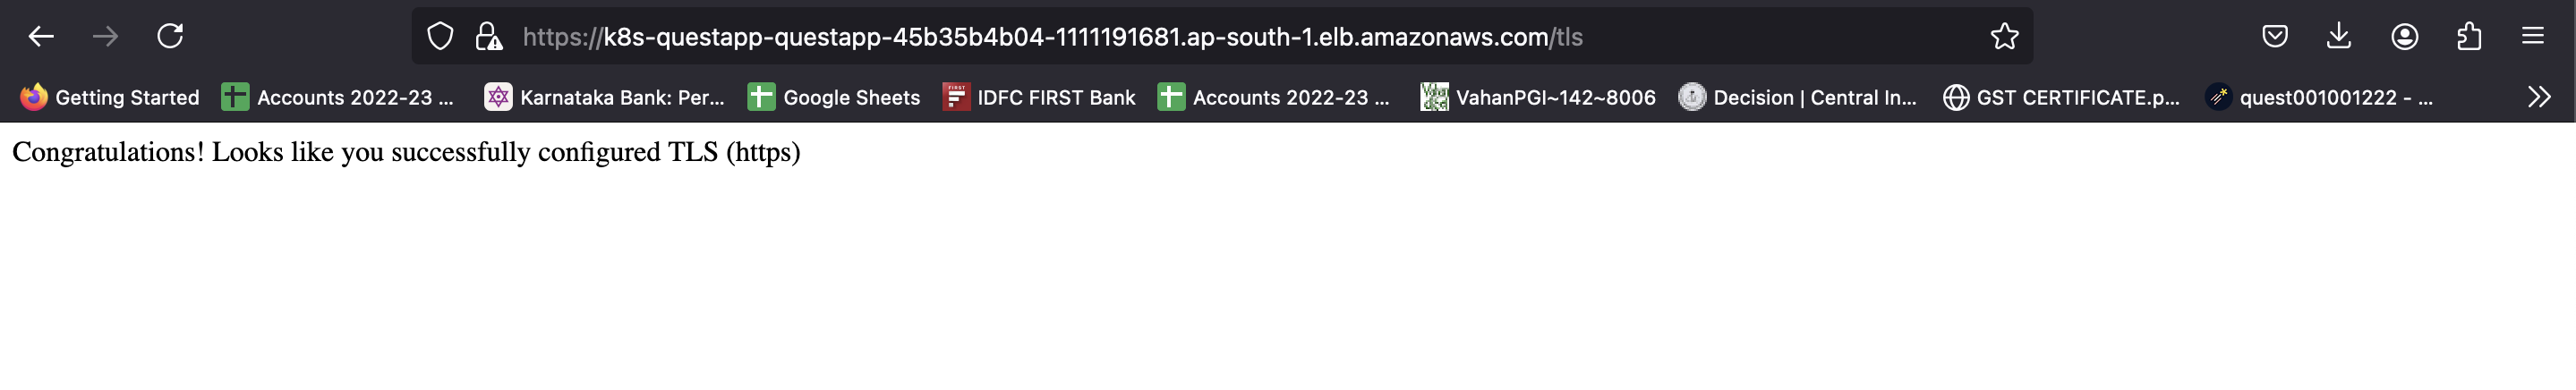 https://k8s-questapp-questapp-45b35b4b04-1111191681.ap-south-1.elb.amazonaws.com/tls
Getting Started Accounts 2022-23 ... Karnataka Bank: Per... Google Sheets FIRST IDFC FIRST Bank Accounts 2022-23 ... VahanPGI~142~8006 Decision | Central In... GST CERTIFICATE.p... quest001001222 - ...
Congratulations! Looks like you successfully configured TLS (https)